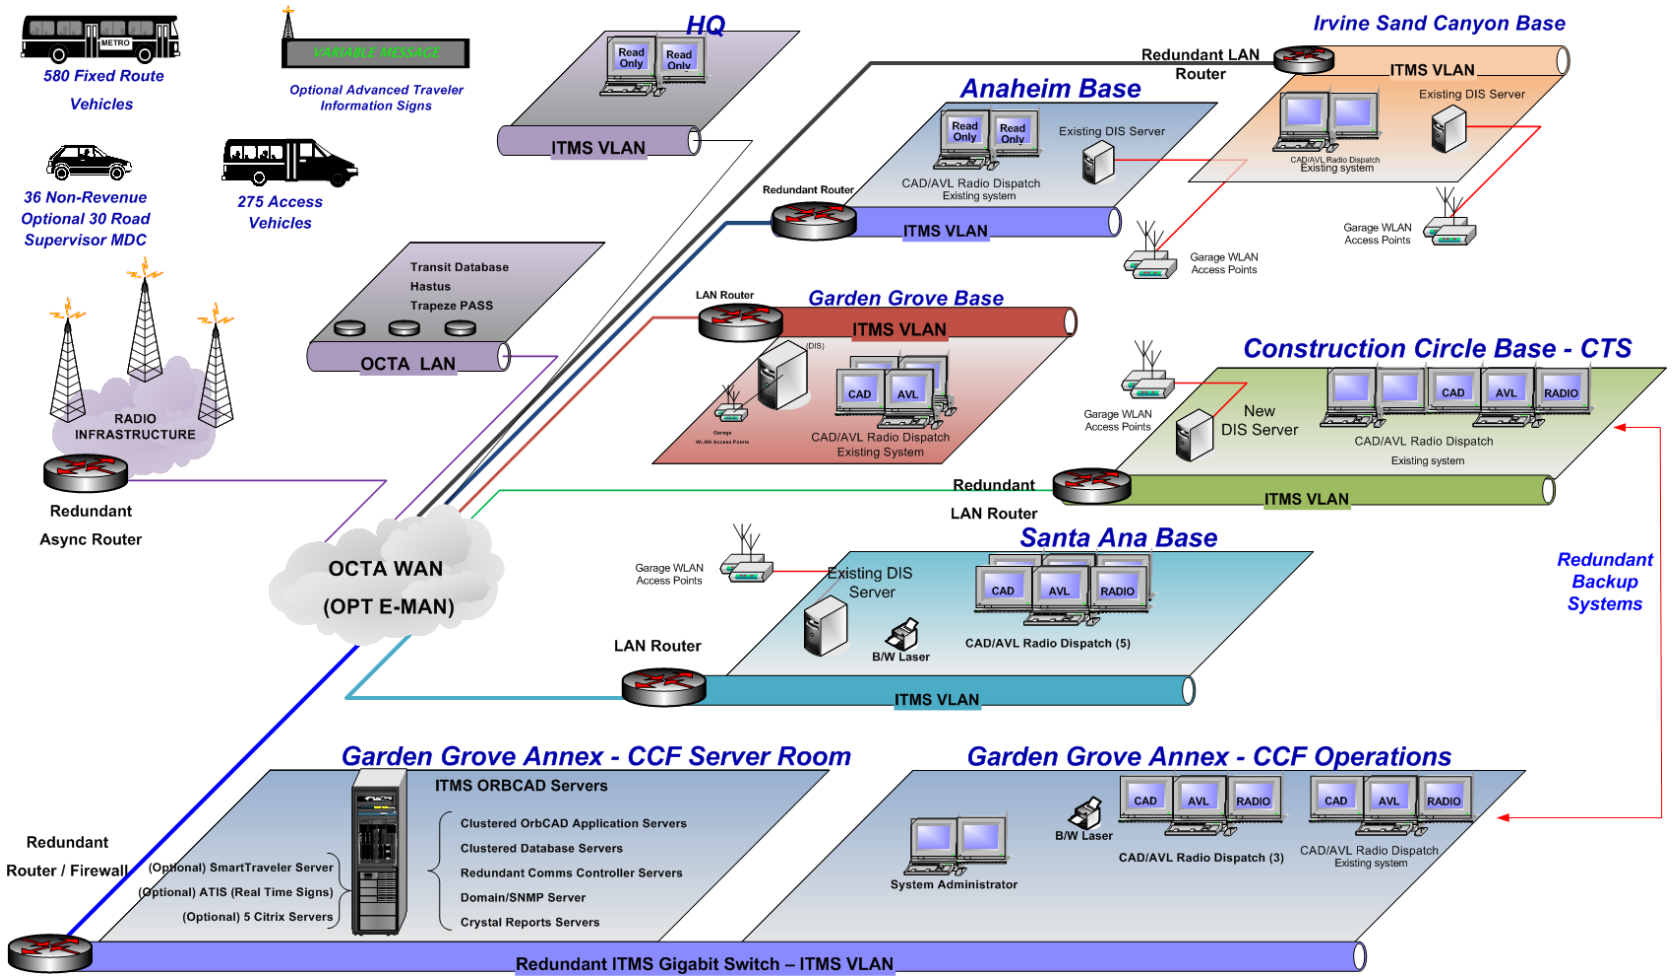 METRO
580 Fixed Route
Vehicles
VARIABLE MESSAGE
Optional Advanced Traveler
Information Signs
36 Non-Revenue
Optional 30 Road
Supervisor MDC
275 Access
Vehicles
HQ
Read
Only
Read
Only
ITMS VLAN
Irvine Sand Canyon Base
Redundant LAN
Router
ITMS VLAN
Existing DIS Server
CAD/AVL Radio Dispatch
Existing system
Garage WLAN
Access Points
Anaheim Base
Read
Only
Read
Only
Existing DIS Server
CAD/AVL Radio Dispatch
Existing system
Redundant Router
ITMS VLAN
Garage WLAN
Access Points
Transit Database
Hastus
Trapeze PASS
OCTA LAN
RADIO
INFRASTRUCTURE
Redundant
Async Router
LAN Router
Garden Grove Base
ITMS VLAN
(DIS)
CAD
AVL
Garage
WLAN Access Points
CAD/AVL Radio Dispatch
Existing System
Construction Circle Base - CTS
Garage WLAN
Access Points
New
DIS Server
CAD
AVL
RADIO
CAD/AVL Radio Dispatch
Existing system
Redundant
LAN Router
ITMS VLAN
OCTA WAN
(OPT E-MAN)
Santa Ana Base
Garage WLAN
Access Points
Existing DIS
Server
CAD
AVL
RADIO
B/W Laser
CAD/AVL Radio Dispatch (5)
LAN Router
ITMS VLAN
Redundant
Backup
Systems
Garden Grove Annex - CCF Server Room
ITMS ORBCAD Servers
Clustered OrbCAD Application Servers
Clustered Database Servers
Redundant Comms Controller Servers
Domain/SNMP Server
Crystal Reports Servers
(Optional) SmartTraveler Server
(Optional) ATIS (Real Time Signs)
(Optional) 5 Citrix Servers
Redundant
Router / Firewall
Garden Grove Annex - CCF Operations
System Administrator
B/W Laser
CAD
AVL
RADIO
CAD/AVL Radio Dispatch (3)
CAD
AVL
RADIO
CAD/AVL Radio Dispatch
Existing system
Redundant ITMS Gigabit Switch – ITMS VLAN